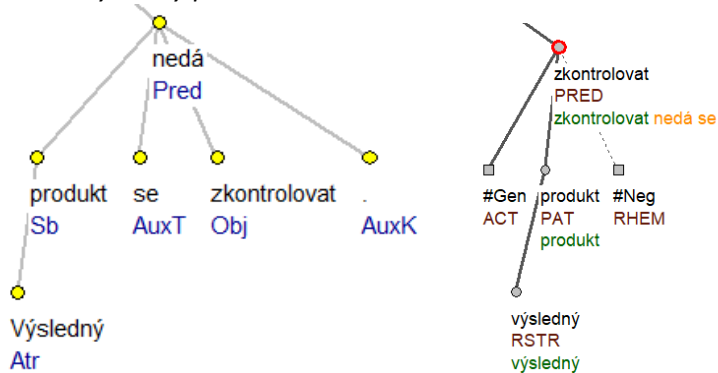 nedá
Pred
produkt se zkontrolovat .
Sb AuxT Obj AuxK
Výsledný
Atr
zkontrolovat
PRED
zkontrolovat nedá se
#Gen produkt #Neg
ACT PAT RHEM
produkt
výsledný
RSTR
výsledný